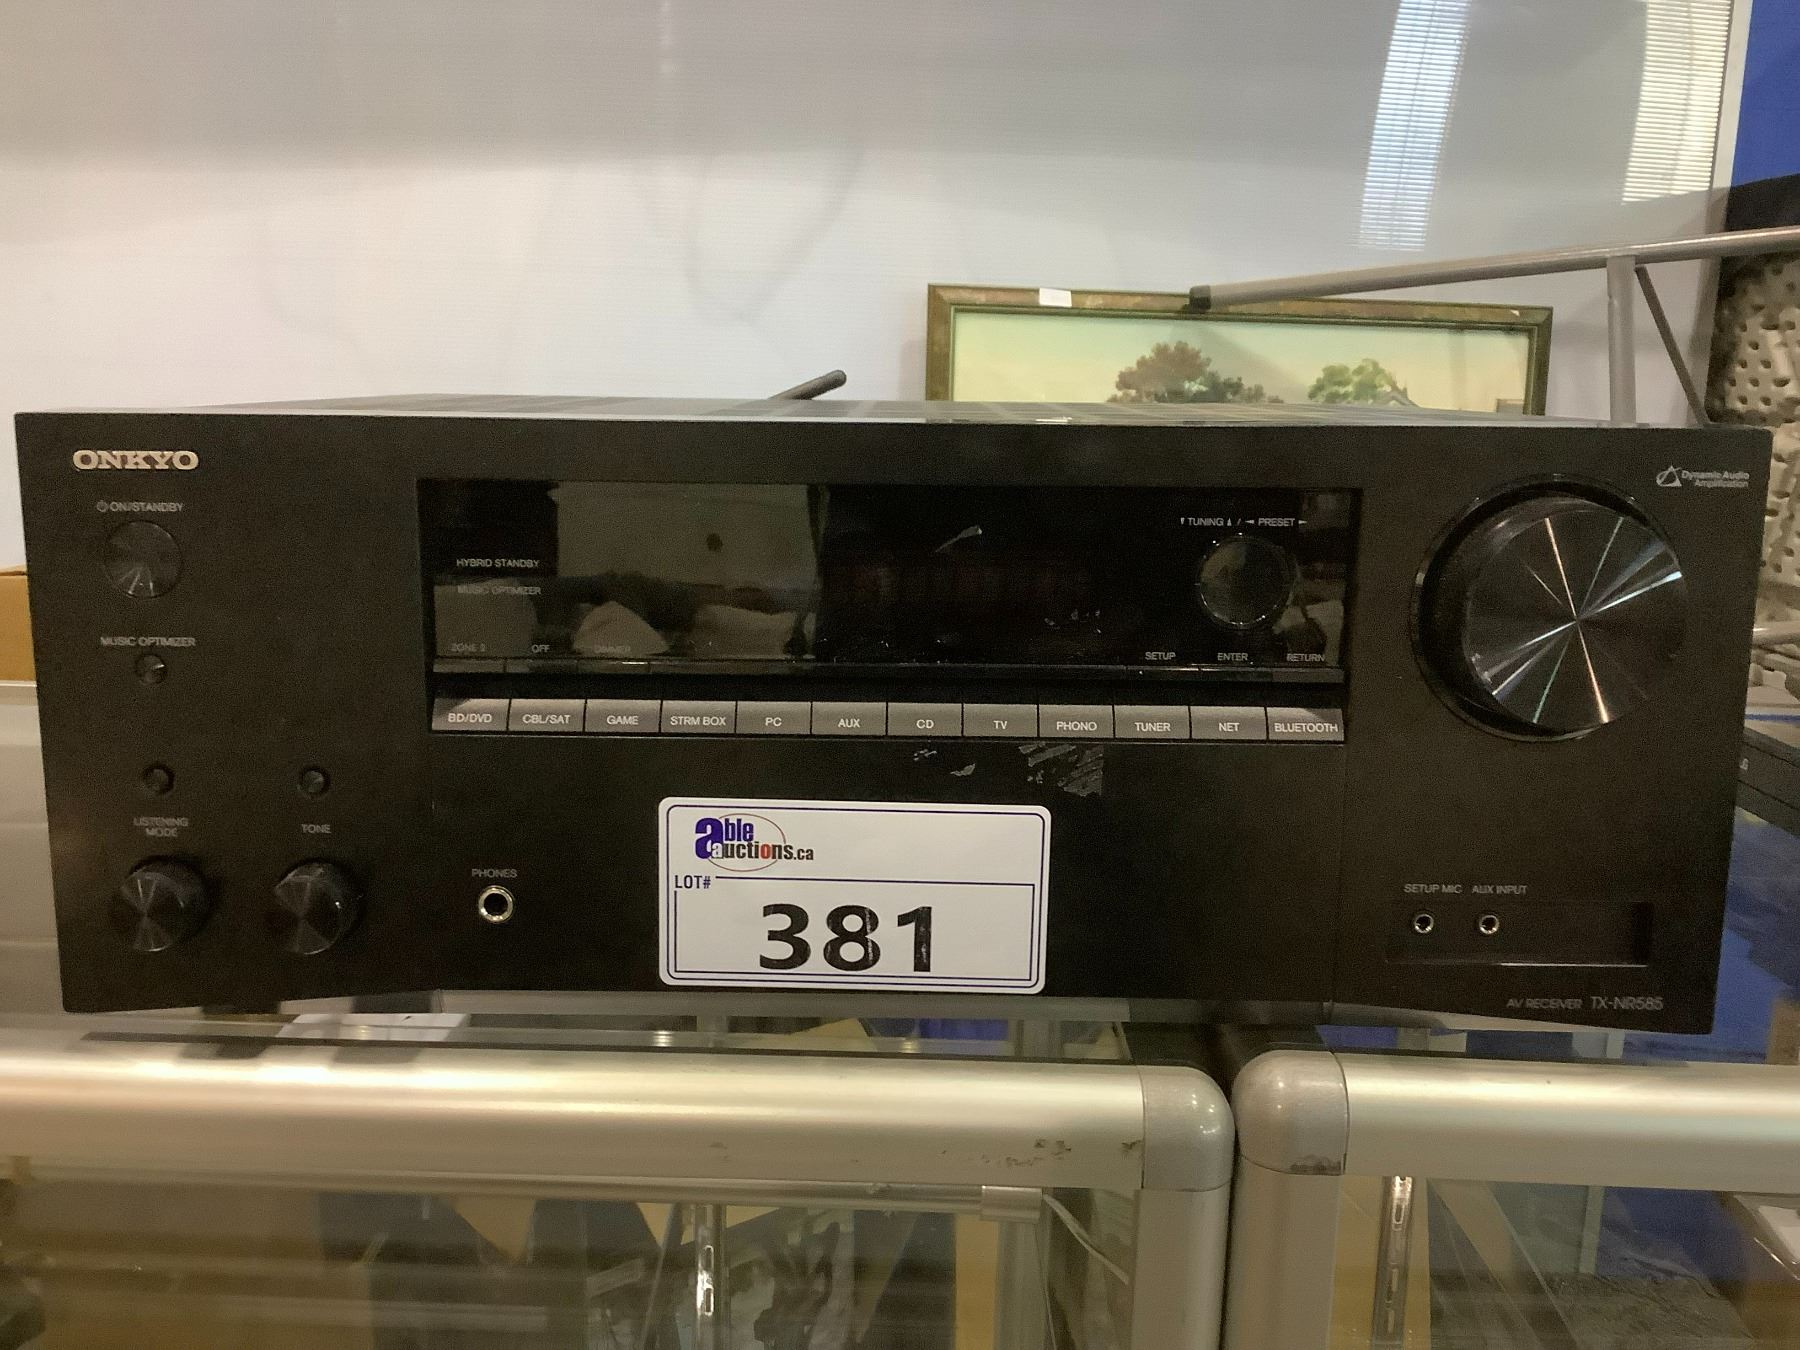 ONKYO
ON/STANDBY
MUSIC OPTIMIZER
LISTENING
MODE
TONE
HYBRID STANDBY
MUSIC OPTIMIZER
ZONE 2
OFF
DIMMER
TUNING / PRESET
SETUP
ENTER
RETURN
BD/DVD
CBL/SAT
GAME
STRM BOX
PC
AUX
CD
TV
PHONO
TUNER
NET
BLUETOOTH
Dynamic Audio
Amplification
PHONES
able
auctions.ca
LOT#
381
SETUP MIC AUX INPUT
AV RECEIVER TX-NR585